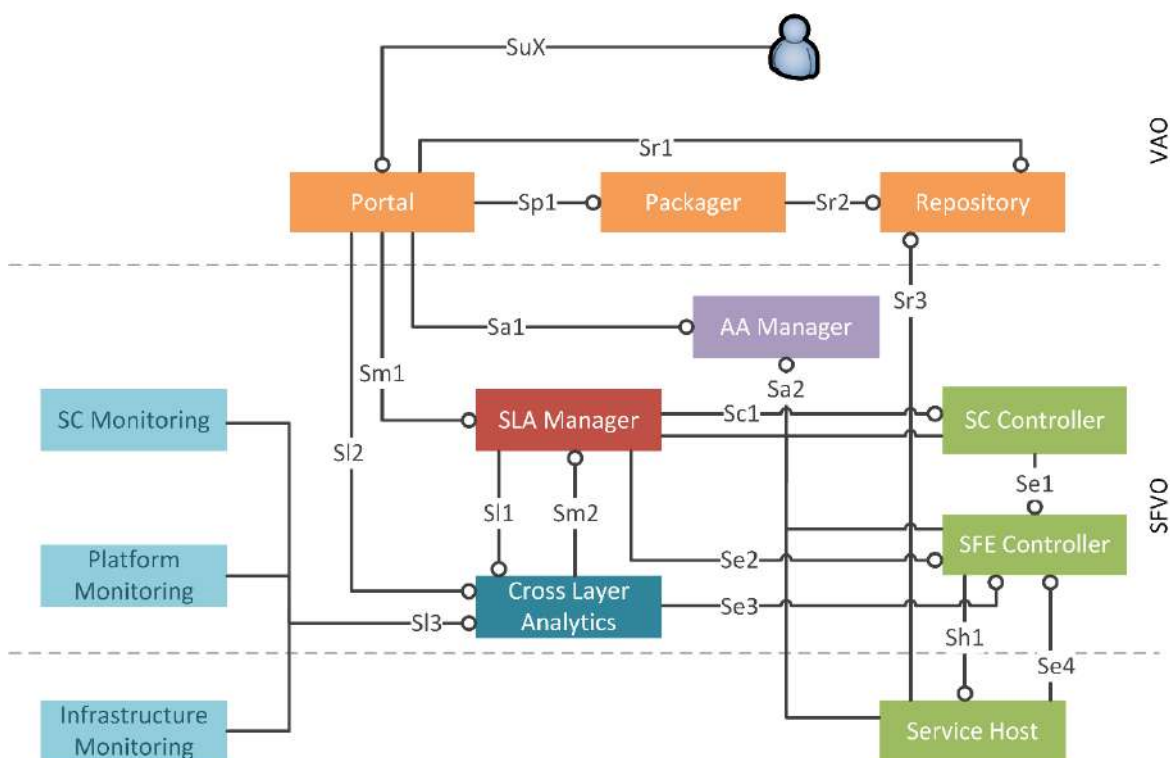 SuX
VAO
Sr1
Portal
Sp1
Packager
Sr2
Repository
Sr3
Sa1
AA Manager
Sm1
Sa2
SC Monitoring
SLA Manager
Sc1
SC Controller
Sl2
Sl1
Sm2
Se1
SFVO
Platform
Monitoring
Se2
SFE Controller
Cross Layer
Analytics
Se3
Sl3
Sh1
Se4
Infrastructure
Monitoring
Service Host